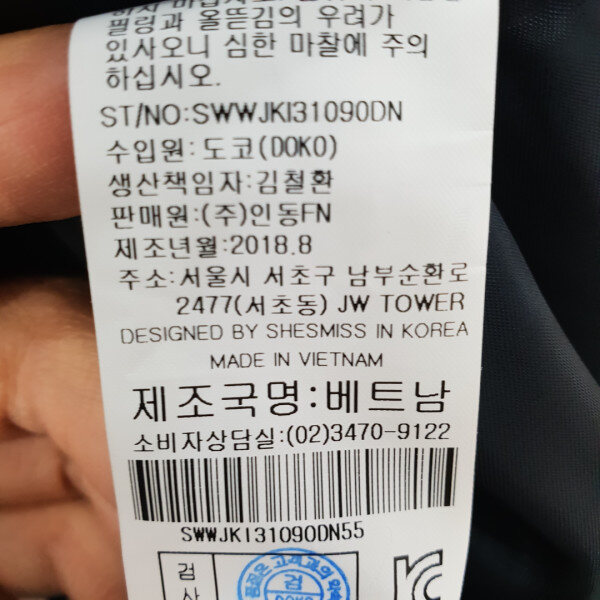 필링과 올뜯김의 우려가
있사오니 심한 마찰에 주의
하십시오.
ST/NO:SWWJKI31090DN
수입원:도코(DOKO)
생산책임자:김철환
판매원:(주)인동FN
제조년월:2018.8
주소:서울시 서초구 남부순환로
2477(서초동) JW TOWER
DESIGNED BY SHESMISS IN KOREA
MADE IN VIETNAM
제조국명:베트남
소비자상담실:(02)3470-9122
SWWJKI31090DN55
검사
검
DOKO